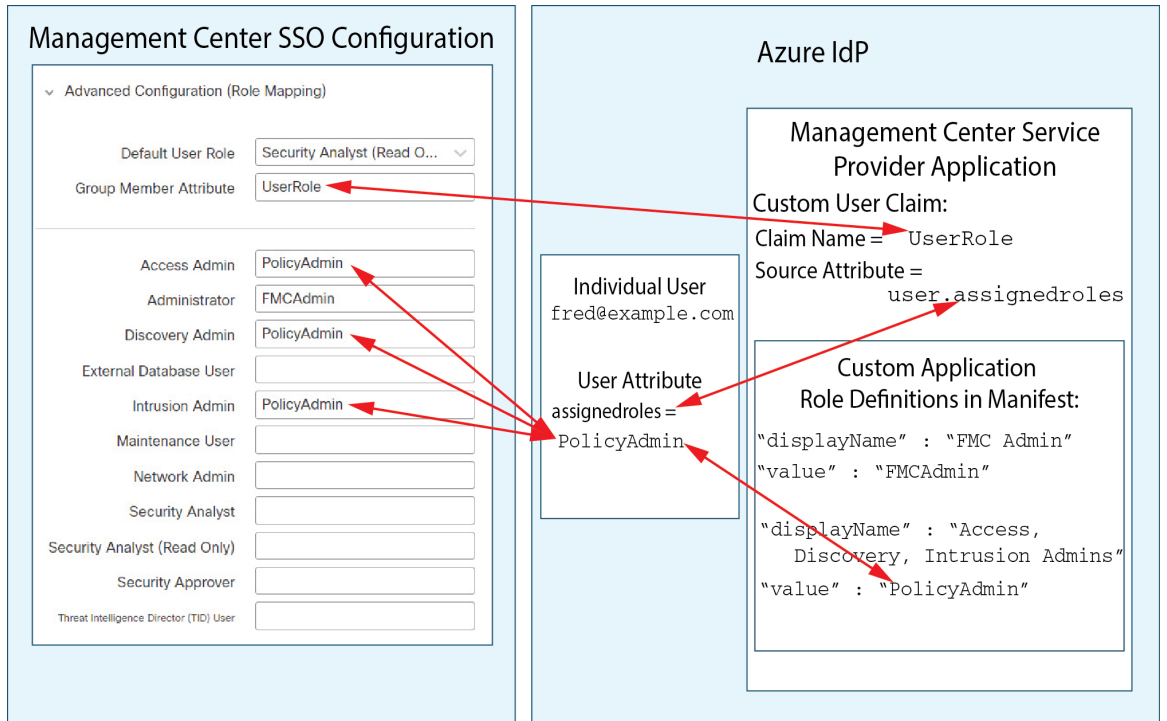 Management Center SSO Configuration
Advanced Configuration (Role Mapping)
Default User Role
Security Analyst (Read O...
Group Member Attribute
UserRole
Access Admin
PolicyAdmin
Administrator
FMCAdmin
Discovery Admin
PolicyAdmin
External Database User
Intrusion Admin
PolicyAdmin
Maintenance User
Network Admin
Security Analyst
Security Analyst (Read Only)
Security Approver
Threat Intelligence Director (TID) User
Azure IdP
Individual User
fred@example.com
User Attribute
assignedroles =
PolicyAdmin
Management Center Service
Provider Application
Custom User Claim:
Claim Name = UserRole
Source Attribute =
user.assignedroles
Custom Application
Role Definitions in Manifest:
“displayName” : “FMC Admin”
“value” : “FMCAdmin”
“displayName” : “Access,
Discovery, Intrusion Admins”
“value” : “PolicyAdmin”